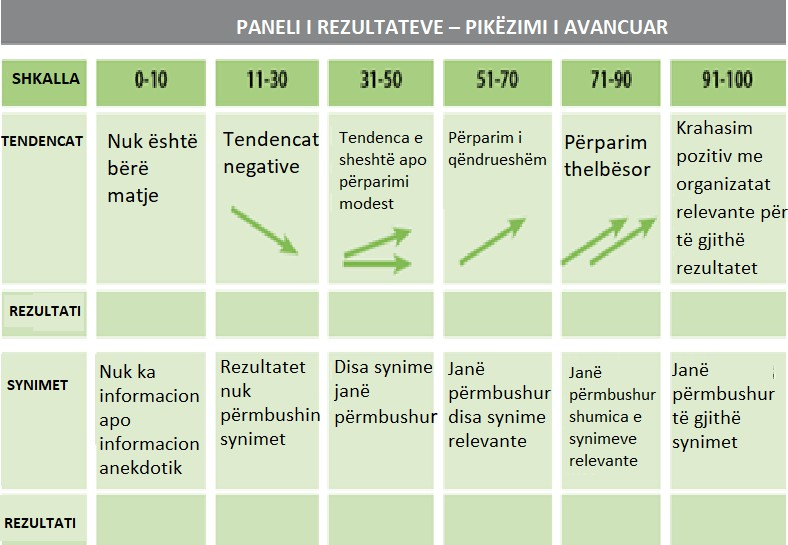 PANELI I REZULTATEVE – PIKËZIMI I AVANCUAR
SHKALLA
0-10
11-30
31-50
51-70
71-90
91-100
TENDENCAT
Nuk është
bërë
matje
Tendencat
negative
Tendenca e
sheshtë apo
përparimi
modest
Përparim i
qëndrueshëm
Përparim
thelbësor
Krahasim
pozitiv me
organizatat
relevante për
të gjithë
rezultatet
REZULTATI
SYNIMET
Nuk ka
informacion
apo
informacion
anekdotik
Rezultatet
nuk
përmbushin
synimet
Disa synime
janë
përmbushur
Janë
përmbushur
disa synime
relevante
Janë
përmbushur
shumica e
synimeve
relevante
Janë
përmbushur
të gjithë
synimet
REZULTATI